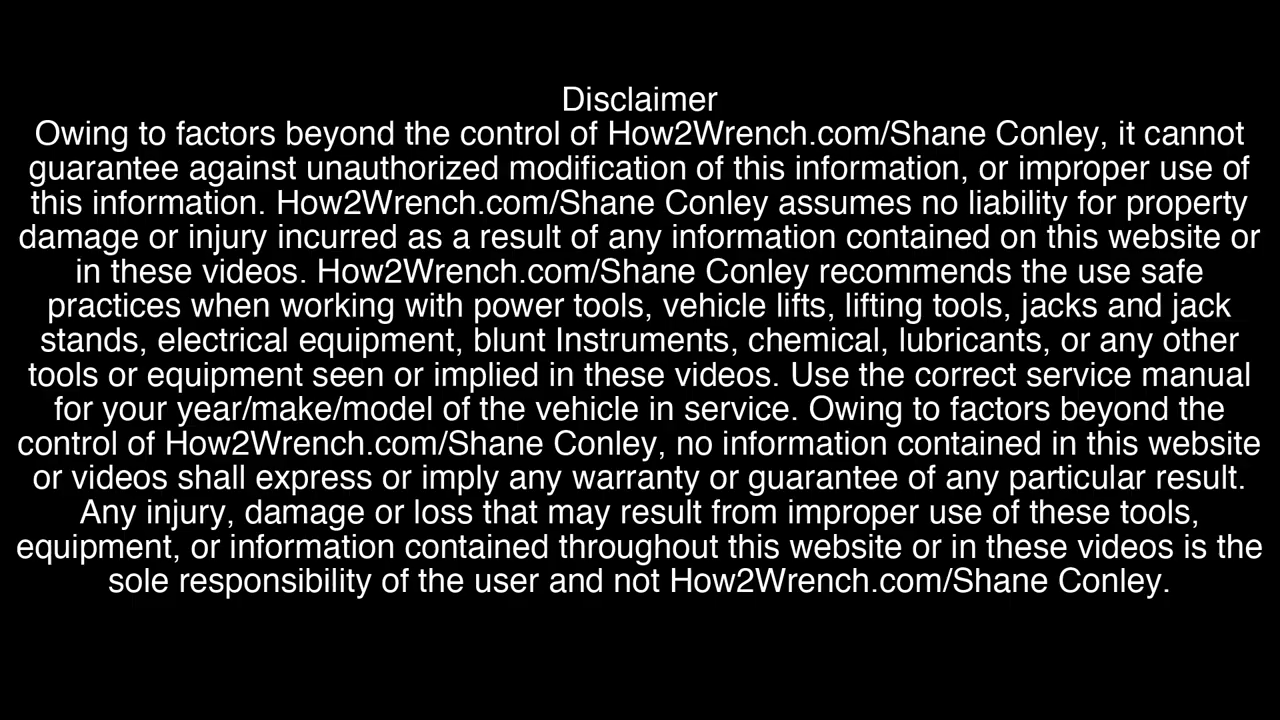 Disclaimer
Owing to factors beyond the control of How2Wrench.com/Shane Conley, it cannot
guarantee against unauthorized modification of this information, or improper use of
this information. How2Wrench.com/Shane Conley assumes no liability for property
damage or injury incurred as a result of any information contained on this website or
in these videos. How2Wrench.com/Shane Conley recommends the use safe
practices when working with power tools, vehicle lifts, lifting tools, jacks and jack
stands, electrical equipment, blunt Instruments, chemical, lubricants, or any other
tools or equipment seen or implied in these videos. Use the correct service manual
for your year/make/model of the vehicle in service. Owing to factors beyond the
control of How2Wrench.com/Shane Conley, no information contained in this website
or videos shall express or imply any warranty or guarantee of any particular result.
Any injury, damage or loss that may result from improper use of these tools,
equipment, or information contained throughout this website or in these videos is the
sole responsibility of the user and not How2Wrench.com/Shane Conley.